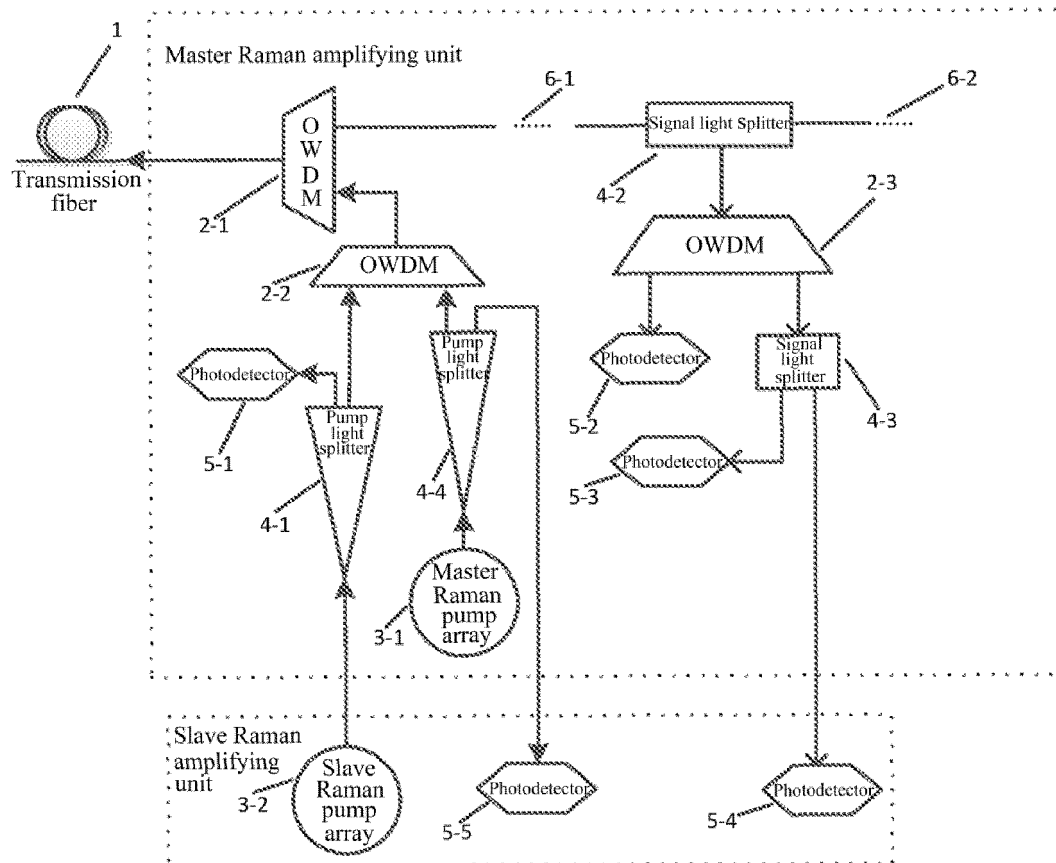 1
Master Raman amplifying unit
6-1
6-2
O
W
D
M
Signal light splitter
Transmission
fiber
2-1
4-2
2-3
OWDM
OWDM
2-2
Photodetector
Pump
light
splitter
Photodetector
Signal
light
splitter
5-1
Pump
light
splitter
5-2
4-3
Photodetector
4-4
5-3
4-1
Master
Raman
pump
array
3-1
Slave Raman
amplifying
unit
Slave
Raman
pump
array
3-2
Photodetector
Photodetector
5-5
5-4